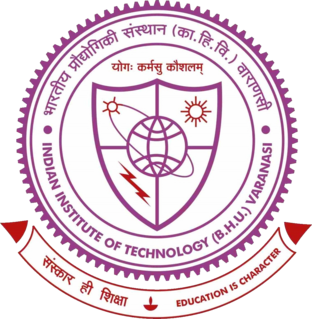 भारतीय प्रौद्योगिकी संस्थान (का.हि.वि.) वाराणसी
योगः कर्मसु कौशलम्
INDIAN INSTITUTE OF TECHNOLOGY (B.H.U.) VARANASI
संस्कार ही शिक्षा
EDUCATION IS CHARACTER